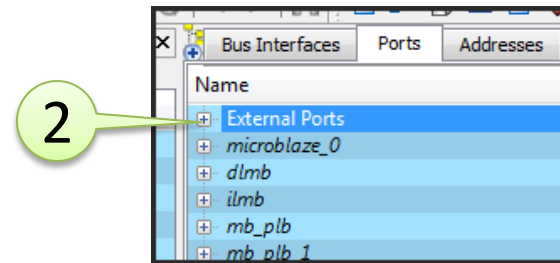 Bus Interfaces Ports Addresses
Name
2
External Ports
microblaze_0
dlmb
ilmb
mb_plb
mb_plb_1